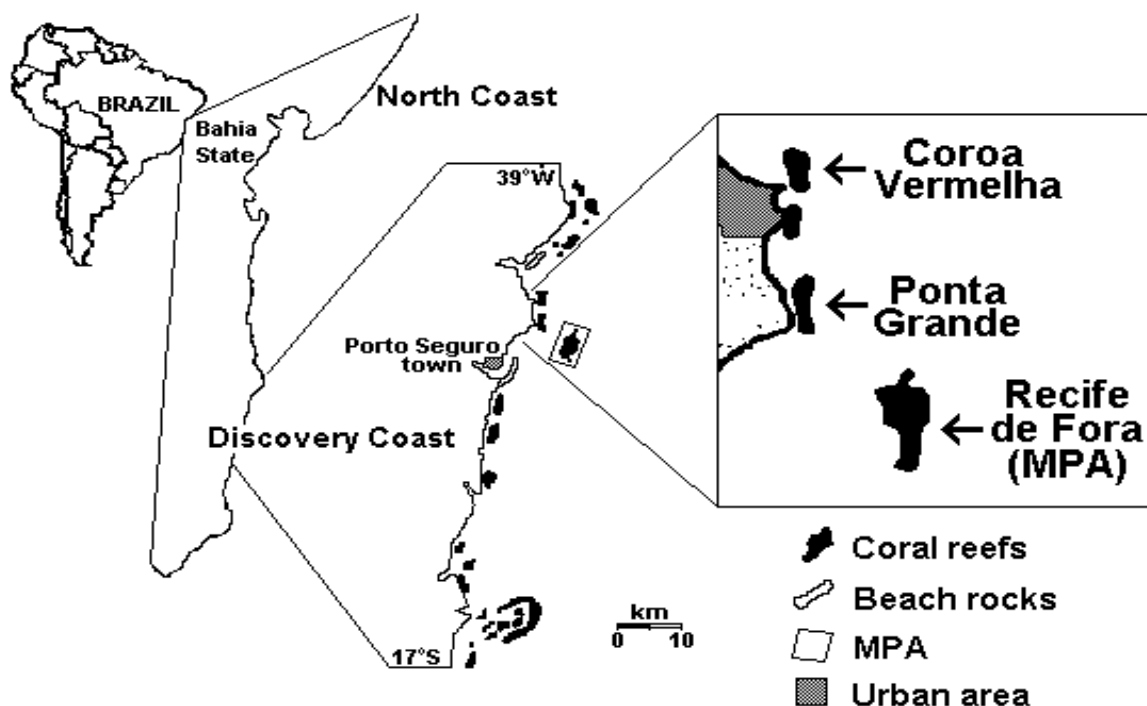 BRAZIL
North Coast
Bahia
State
39°W
Porto Seguro
town
Discovery Coast
17°S
km
0 10
Coroa
Vermelha
Ponta
Grande
Recife
de Fora
(MPA)
Coral reefs
Beach rocks
MPA
Urban area